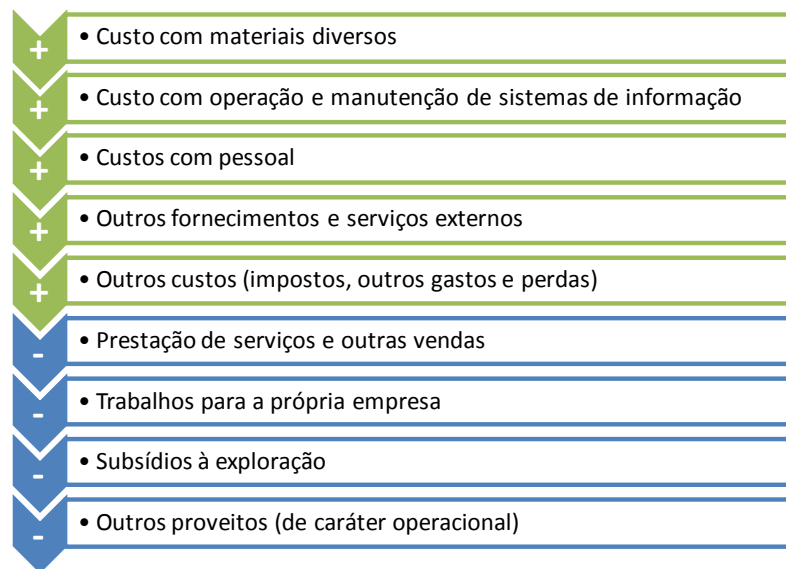 + • Custo com materiais diversos
+ • Custo com operação e manutenção de sistemas de informação
+ • Custos com pessoal
+ • Outros fornecimentos e serviços externos
+ • Outros custos (impostos, outros gastos e perdas)
- • Prestação de serviços e outras vendas
- • Trabalhos para a própria empresa
- • Subsídios à exploração
- • Outros proveitos (de caráter operacional)